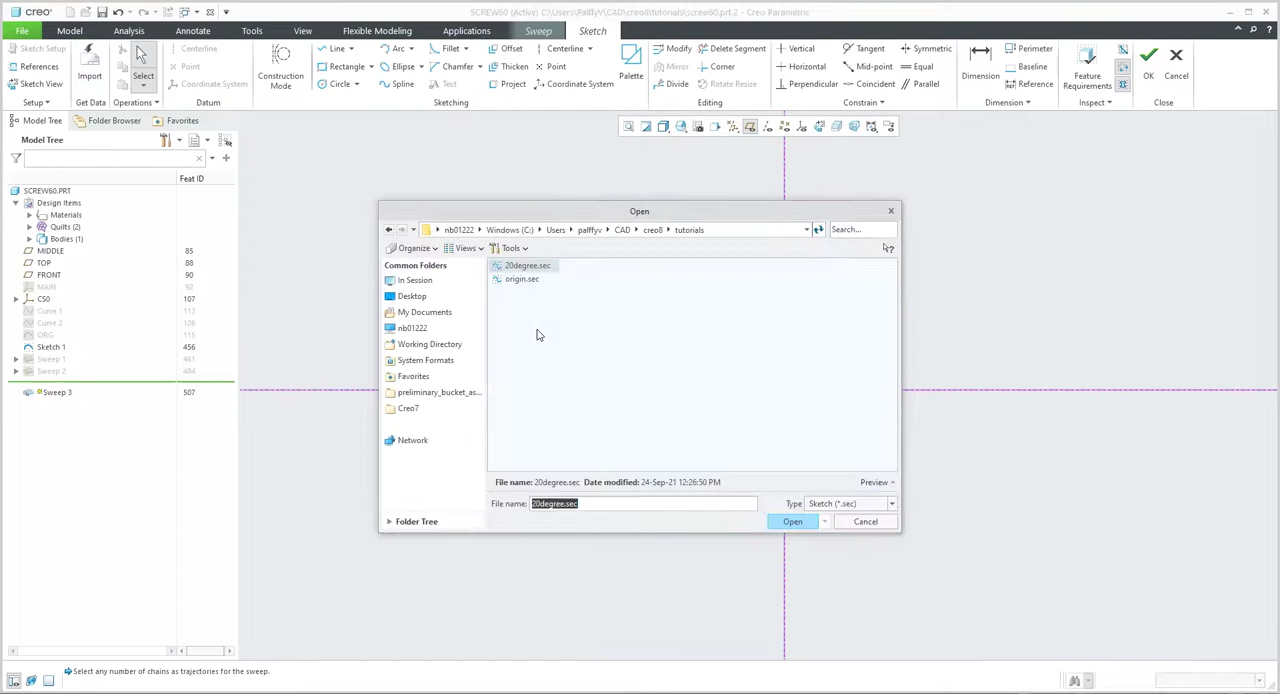 creo SCREW60 (Active) C:\Users\PalffyV\CAD\creo8\tutorials\screw60.prt.2 - Creo Parametric
File Model Analysis Annotate Tools View Flexible Modeling Applications Sweep Sketch
Sketch Setup
References
Sketch View
Setup
Import
Get Data
Select
Operations
Centerline
Point
Coordinate System
Datum
Construction Mode
Line Arc Fillet Offset Centerline
Rectangle Ellipse Chamfer Thicken Point
Circle Spline Text Project Coordinate System
Palette
Sketching
Modify Delete Segment
Mirror Corner
Divide Rotate Resize
Editing
Vertical Tangent Symmetric
Horizontal Mid-point Equal
Perpendicular Coincident Parallel
Constrain
Dimension
Perimeter
Baseline
Reference
Dimension
Feature Requirements
Inspect
OK Cancel
Close
Model Tree Folder Browser Favorites
Model Tree
Feat ID
SCREW60.PRT
Design Items
Materials
Quilts (2)
Bodies (1)
MIDDLE 85
TOP 88
FRONT 90
MAIN 92
CS0 107
Curve 1 113
Curve 2 126
ORG 115
Sketch 1 456
Sweep 1 461
Sweep 2 484
Sweep 3 507
Open
nb01222 Windows (C:) Users palffyv CAD creo8 tutorials
Search...
Organize Views Tools
Common Folders
In Session
Desktop
My Documents
nb01222
Working Directory
System Formats
Favorites
preliminary_bucket_as...
Creo7
Network
Folder Tree
20degree.sec
origin.sec
File name: 20degree.sec Date modified: 24-Sep-21 12:26:50 PM
Preview
File name: 20degree.sec
Type Sketch (*.sec)
Open Cancel
Select any number of chains as trajectories for the sweep.